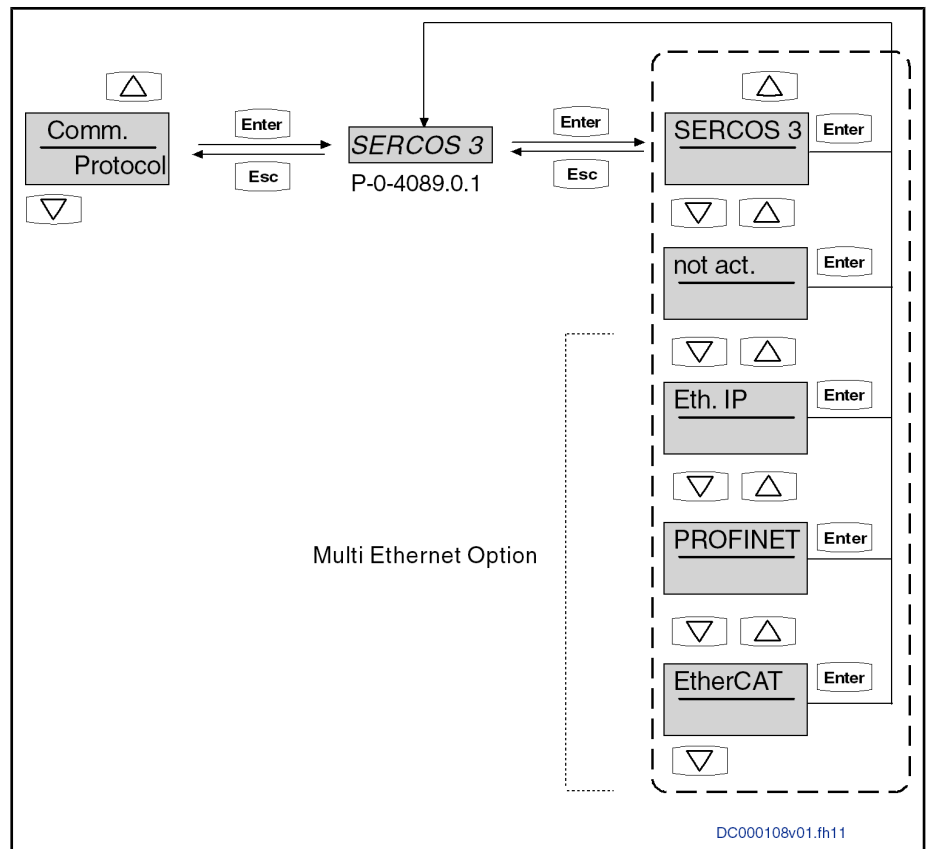 Comm.
Protocol
Enter
Esc
SERCOS 3
P-0-4089.0.1
Enter
Esc
SERCOS 3
Enter
not act.
Enter
Eth. IP
Enter
PROFINET
Enter
EtherCAT
Enter
Multi Ethernet Option
DC000108v01.fh11